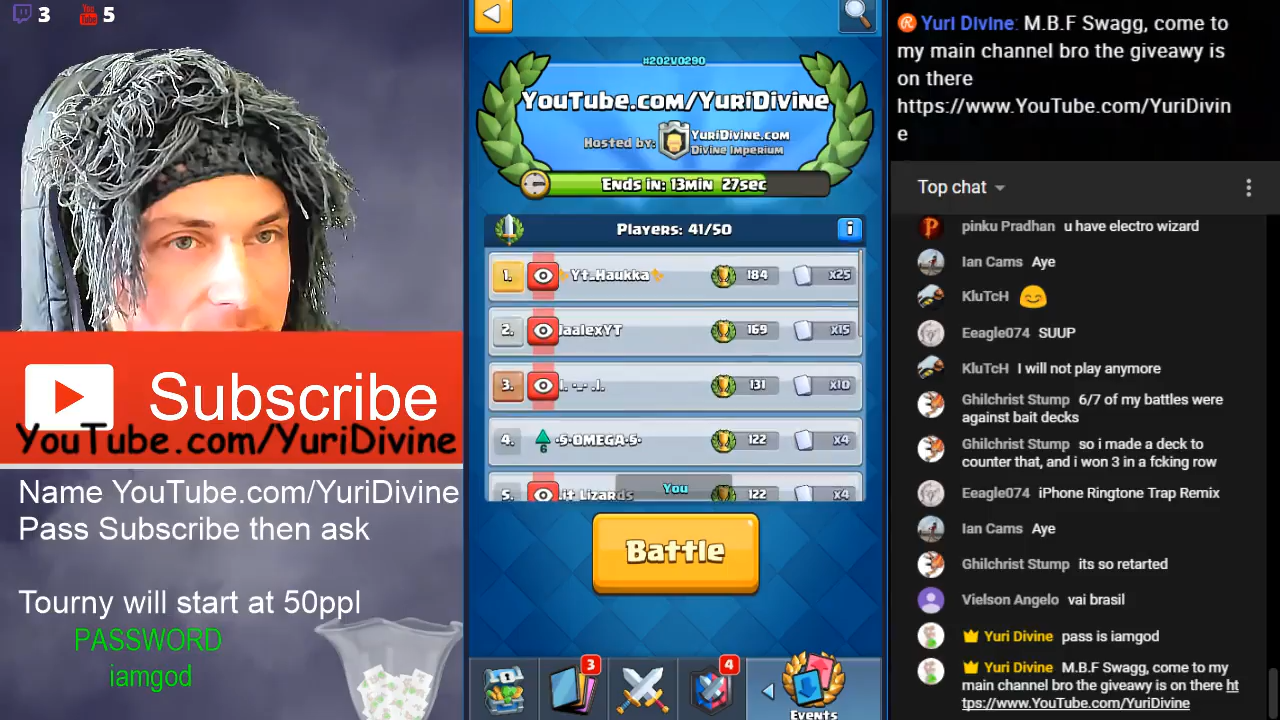 3
You Tube 5
Subscribe
YouTube.com/YuriDivine
Name YouTube.com/YuriDivine
Pass Subscribe then ask
Tourny will start at 50ppl
PASSWORD
iamgod
#202V0290
YouTube.com/YuriDivine
Hosted by: YuriDivine.com
Divine Imperium
Ends in: 13min 27sec
Players: 41/50
i
1. Yt_Haukka 184 x25
2. JaalexYT 169 x15
3. 131 x10
4. 6 •5•OMEGA•5• 122 x4
5. .it Lizards 122 x4
You
Battle
1
3
4
Events
Yuri Divine: M.B.F Swagg, come to
my main channel bro the giveawy is
on there
https://www.YouTube.com/YuriDivin
e
Top chat
pinku Pradhan u have electro wizard
Ian Cams Aye
KluTcH 😊
Eeagle074 SUUP
KluTcH I will not play anymore
Ghilchrist Stump 6/7 of my battles were
against bait decks
Ghilchrist Stump so i made a deck to
counter that, and i won 3 in a fcking row
Eeagle074 iPhone Ringtone Trap Remix
Ian Cams Aye
Ghilchrist Stump its so retarted
Vielson Angelo vai brasil
Yuri Divine pass is iamgod
Yuri Divine M.B.F Swagg, come to my
main channel bro the giveawy is on there ht
tps://www.YouTube.com/YuriDivine